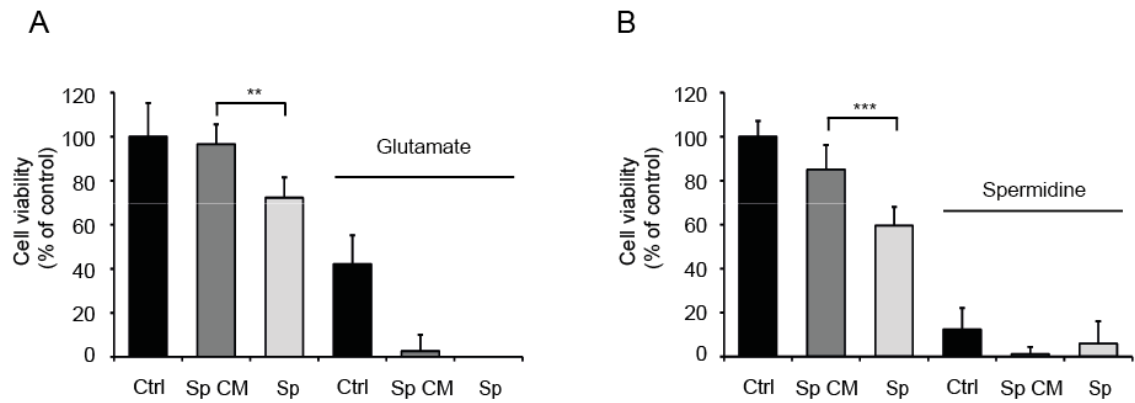 A
Cell viability
(% of control)
120
100
80
60
40
20
0
**
Glutamate
Ctrl Sp CM Sp Ctrl Sp CM Sp
B
Cell viability
(% of control)
120
100
80
60
40
20
0
***
Spermidine
Ctrl Sp CM Sp Ctrl Sp CM Sp